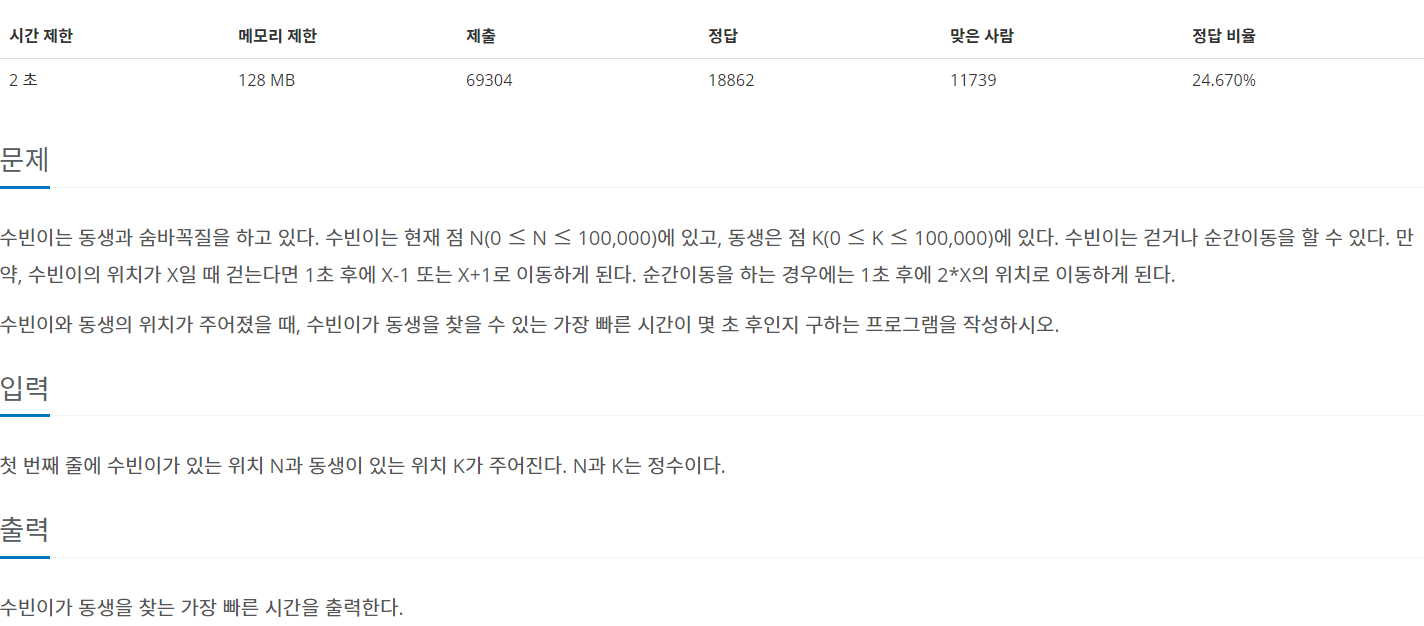 시간 제한 메모리 제한 제출 정답 맞은 사람 정답 비율
2 초 128 MB 69304 18862 11739 24.670%
문제
수빈이는 동생과 숨바꼭질을 하고 있다. 수빈이는 현재 점 N(0 ≤ N ≤ 100,000)에 있고, 동생은 점 K(0 ≤ K ≤ 100,000)에 있다. 수빈이는 걷거나 순간이동을 할 수 있다. 만
약, 수빈이의 위치가 X일 때 걷는다면 1초 후에 X-1 또는 X+1로 이동하게 된다. 순간이동을 하는 경우에는 1초 후에 2*X의 위치로 이동하게 된다.
수빈이와 동생의 위치가 주어졌을 때, 수빈이가 동생을 찾을 수 있는 가장 빠른 시간이 몇 초 후인지 구하는 프로그램을 작성하시오.
입력
첫 번째 줄에 수빈이가 있는 위치 N과 동생이 있는 위치 K가 주어진다. N과 K는 정수이다.
출력
수빈이가 동생을 찾는 가장 빠른 시간을 출력한다.